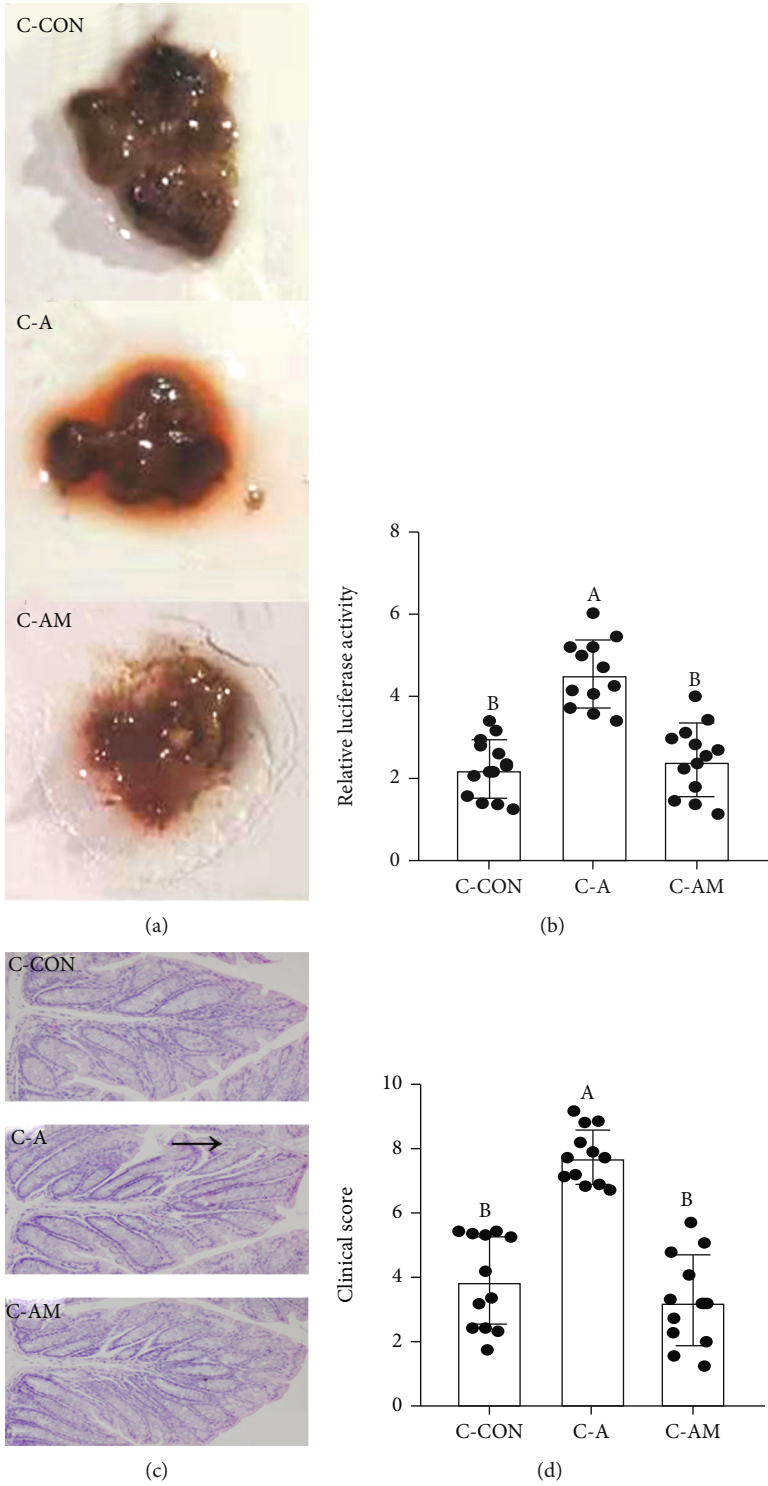 C-CON
C-A
C-AM
(a)
Relative luciferase activity
8
6
4
2
0
B
A
B
C-CON
C-A
C-AM
(b)
C-CON
C-A
C-AM
(c)
Clinical score
10
8
6
4
2
0
B
A
B
C-CON
C-A
C-AM
(d)